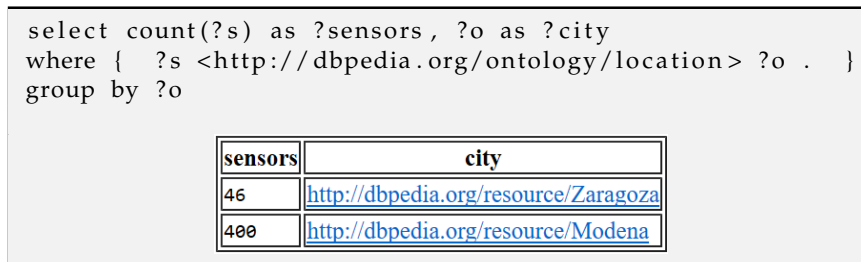 select count(?s) as ?sensors, ?o as ?city
where { ?s <http://dbpedia.org/ontology/location> ?o . }
group by ?o
sensors city
46 http://dbpedia.org/resource/Zaragoza
400 http://dbpedia.org/resource/Modena